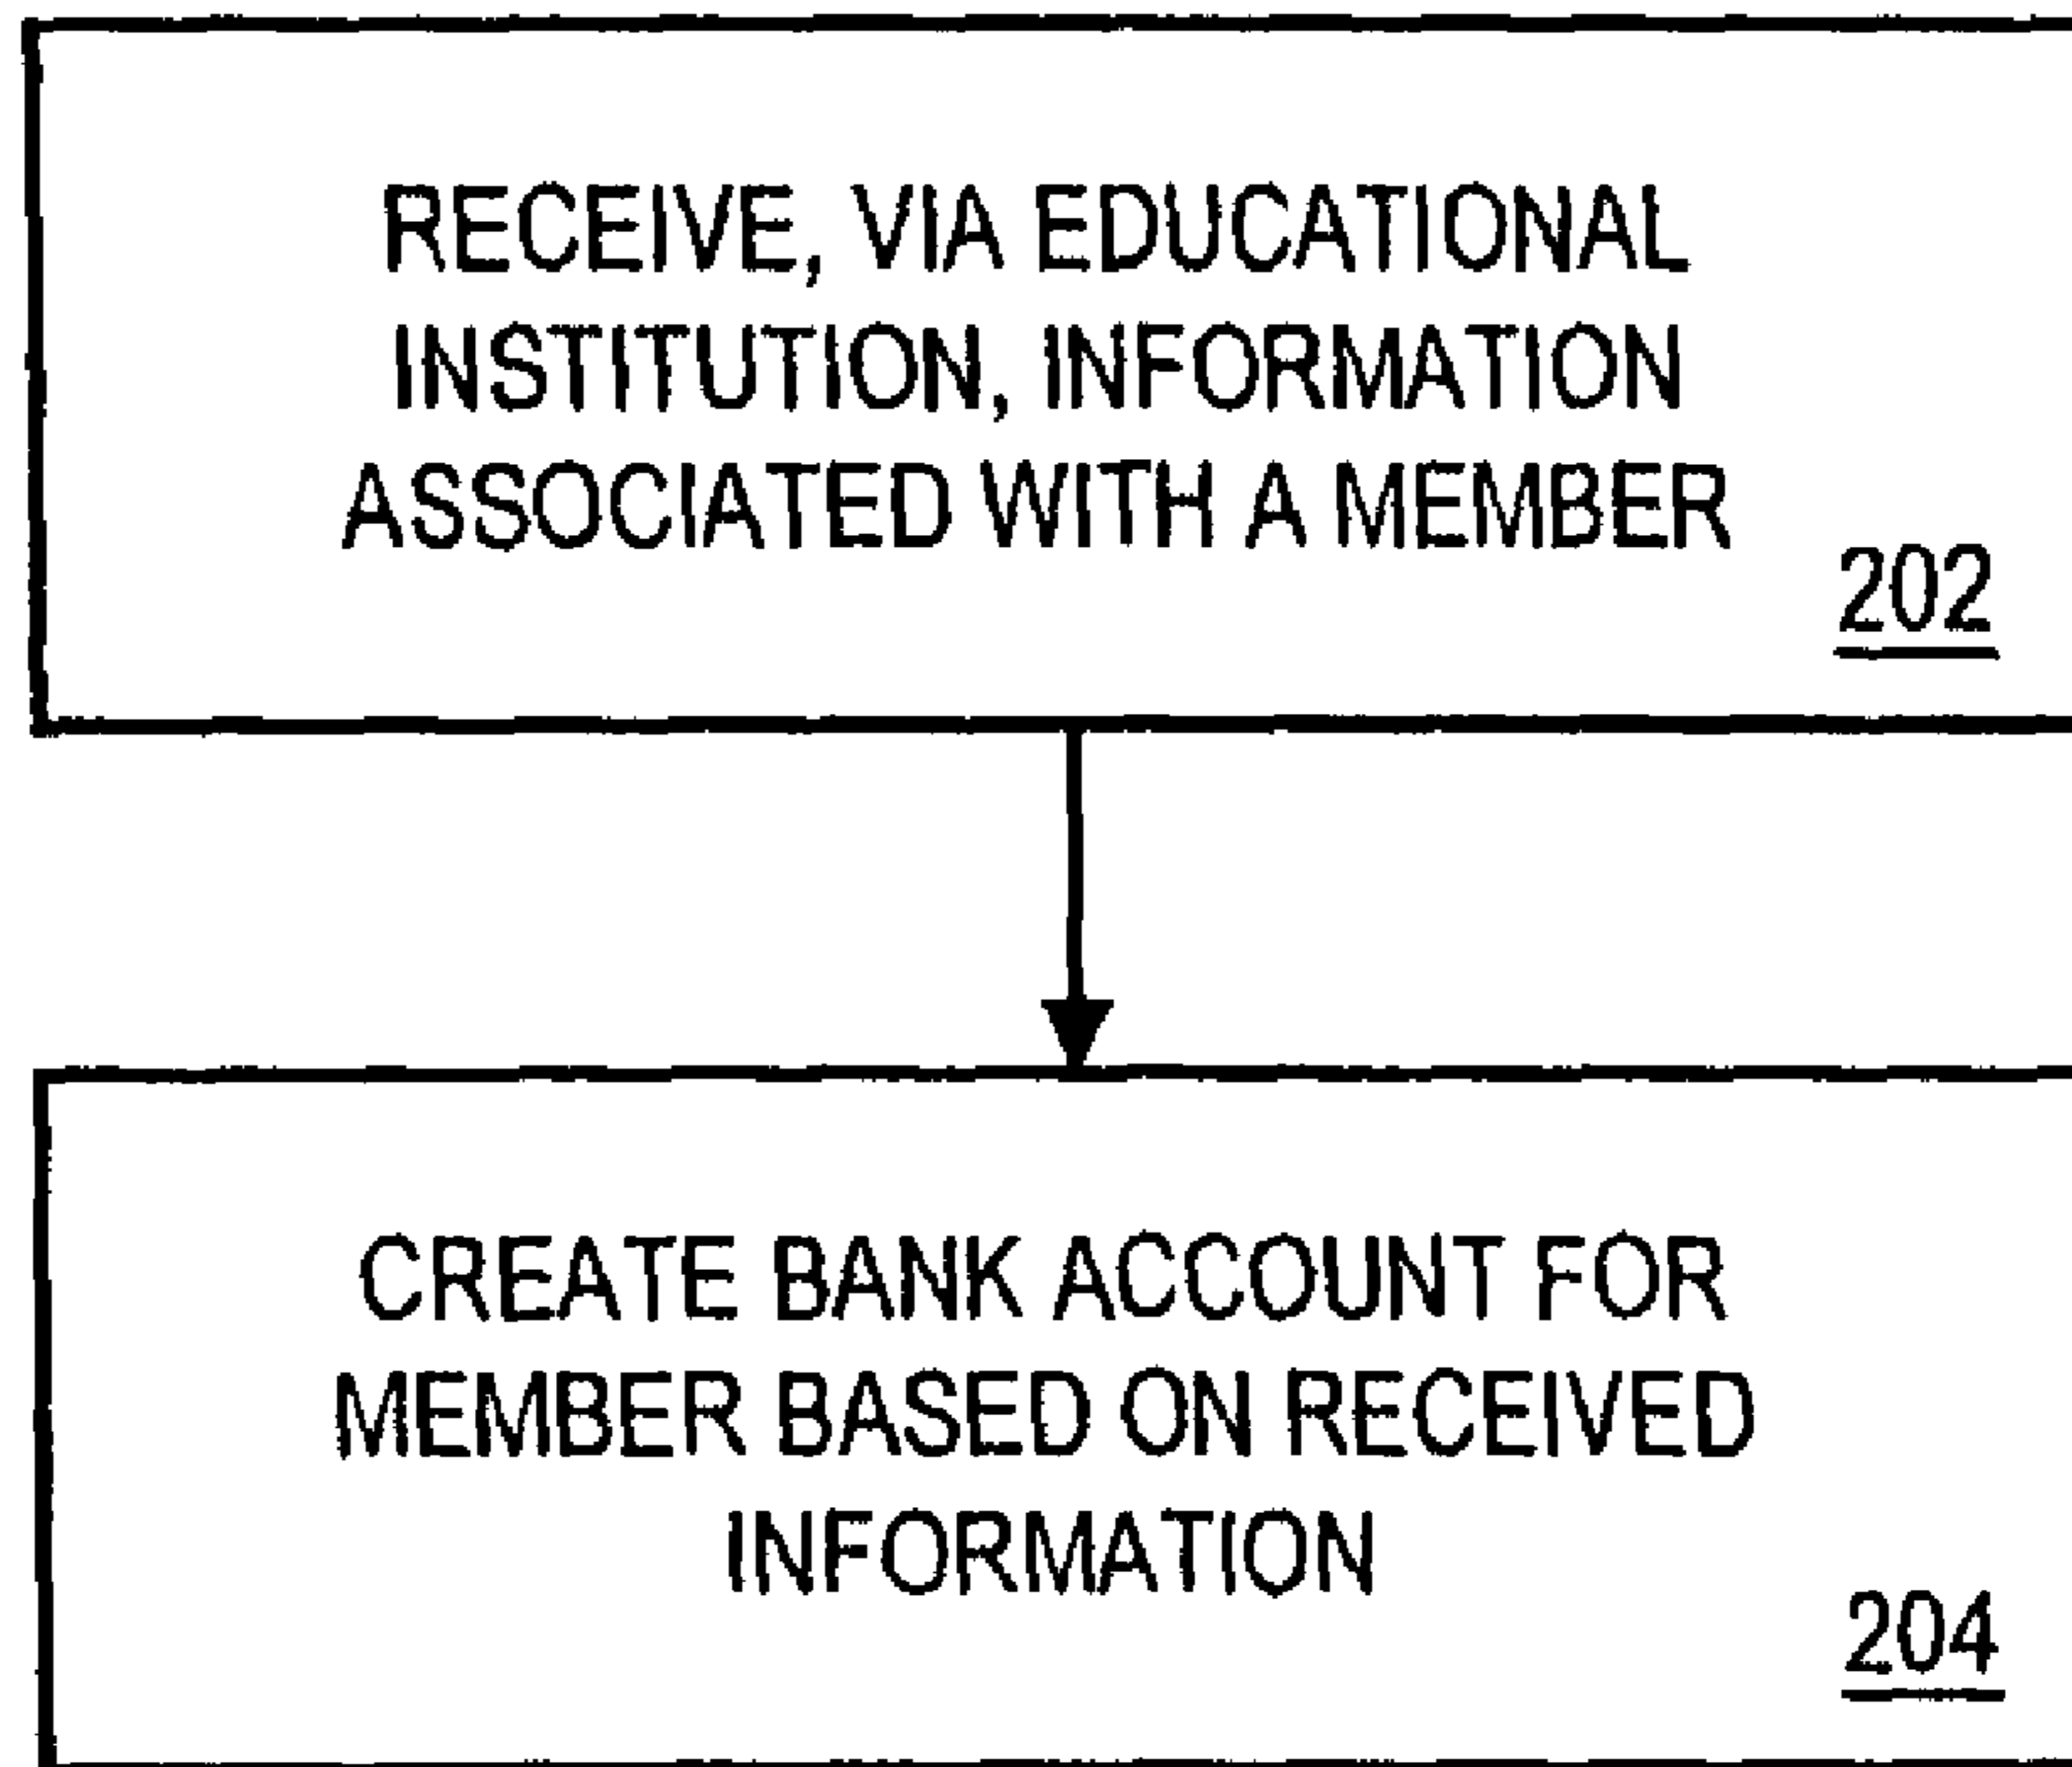 RECEIVE, VIA EDUCATIONAL
INSTITUTION, INFORMATION
ASSOCIATED WITH A MEMBER
202
CREATE BANK ACCOUNT FOR
MEMBER BASED ON RECEIVED
INFORMATION
204